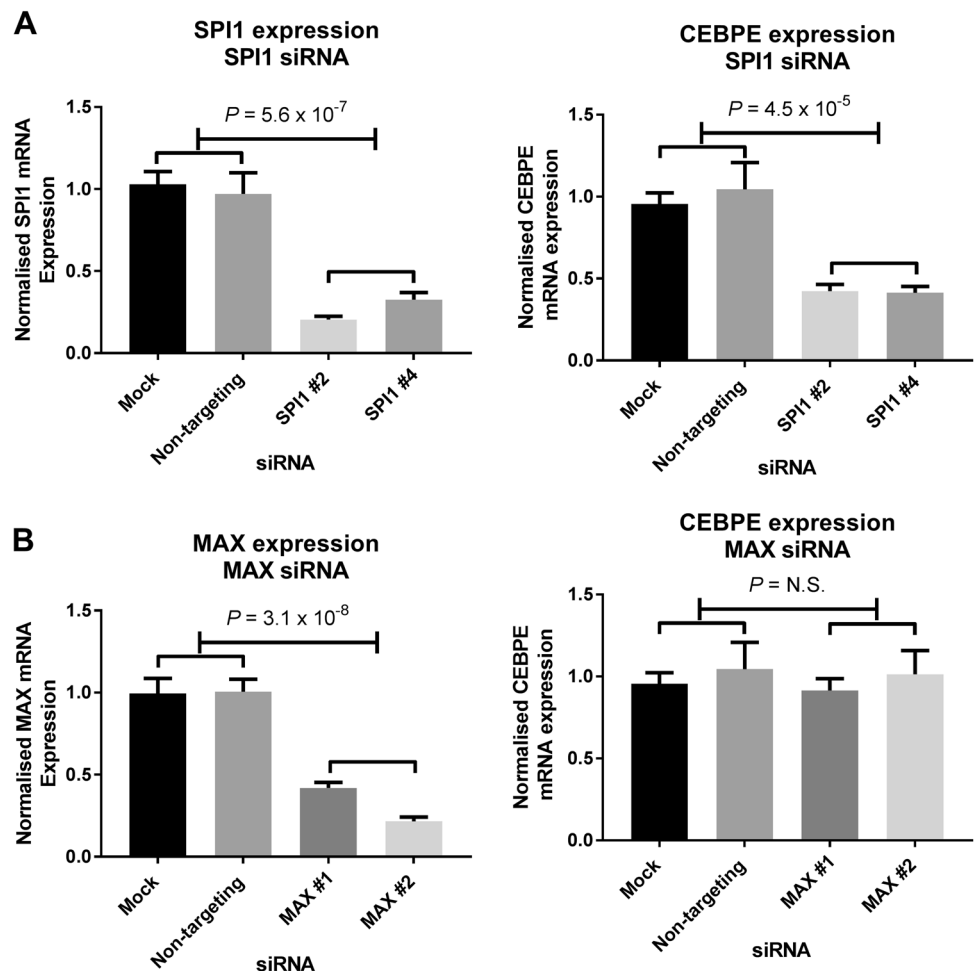 A
SPI1 expression
SPI1 siRNA
P = 5.6 x 10-7
Normalised SPI1 mRNA
Expression
1.5
1.0
0.5
0.0
Mock
Non-targeting
SPI1 #2
SPI1 #4
siRNA
CEBPE expression
SPI1 siRNA
P = 4.5 x 10-5
Normalised CEBPE
mRNA expression
1.5
1.0
0.5
0.0
Mock
Non-targeting
SPI1 #2
SPI1 #4
siRNA
B
MAX expression
MAX siRNA
P = 3.1 x 10-8
Normalised MAX mRNA
Expression
1.5
1.0
0.5
0.0
Mock
Non-targeting
MAX #1
MAX #2
siRNA
CEBPE expression
MAX siRNA
P = N.S.
Normalised CEBPE
mRNA expression
1.5
1.0
0.5
0.0
Mock
Non-targeting
MAX #1
MAX #2
siRNA